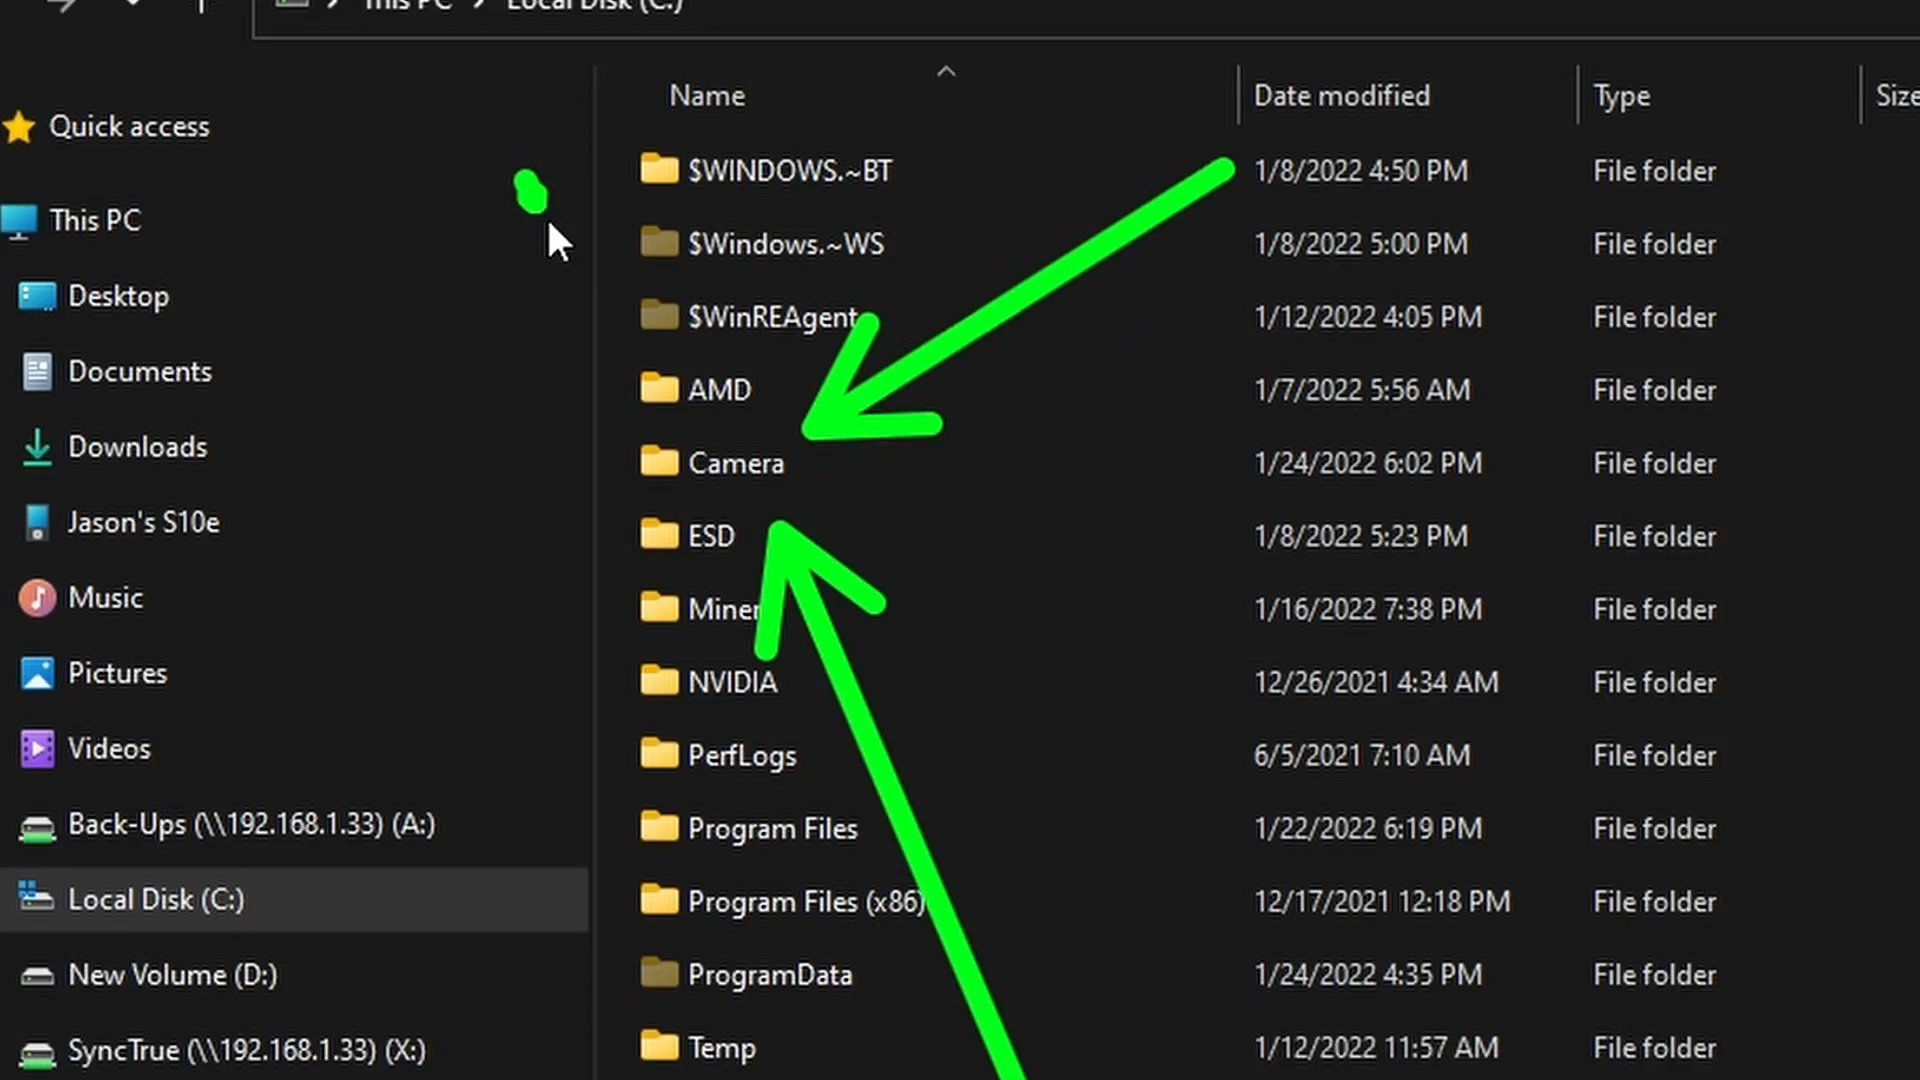 This PC > Local Disk (C:)
Name Date modified Type Size
Quick access
This PC
Desktop
Documents
Downloads
Jason's S10e
Music
Pictures
Videos
Back-Ups (\\192.168.1.33) (A:)
Local Disk (C:)
New Volume (D:)
SyncTrue (\\192.168.1.33) (X:)
$WINDOWS.~BT 1/8/2022 4:50 PM File folder
$Windows.~WS 1/8/2022 5:00 PM File folder
$WinREAgent 1/12/2022 4:05 PM File folder
AMD 1/7/2022 5:56 AM File folder
Camera 1/24/2022 6:02 PM File folder
ESD 1/8/2022 5:23 PM File folder
Miner 1/16/2022 7:38 PM File folder
NVIDIA 12/26/2021 4:34 AM File folder
PerfLogs 6/5/2021 7:10 AM File folder
Program Files 1/22/2022 6:19 PM File folder
Program Files (x86) 12/17/2021 12:18 PM File folder
ProgramData 1/24/2022 4:35 PM File folder
Temp 1/12/2022 11:57 AM File folder